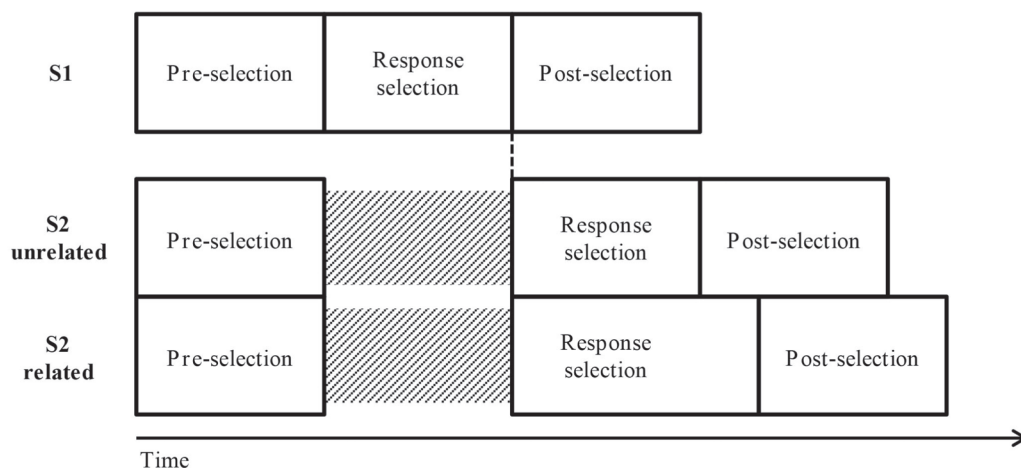 S1
Pre-selection
Response
selection
Post-selection
S2
unrelated
Pre-selection
Response
selection
Post-selection
S2
related
Pre-selection
Response
selection
Post-selection
Time